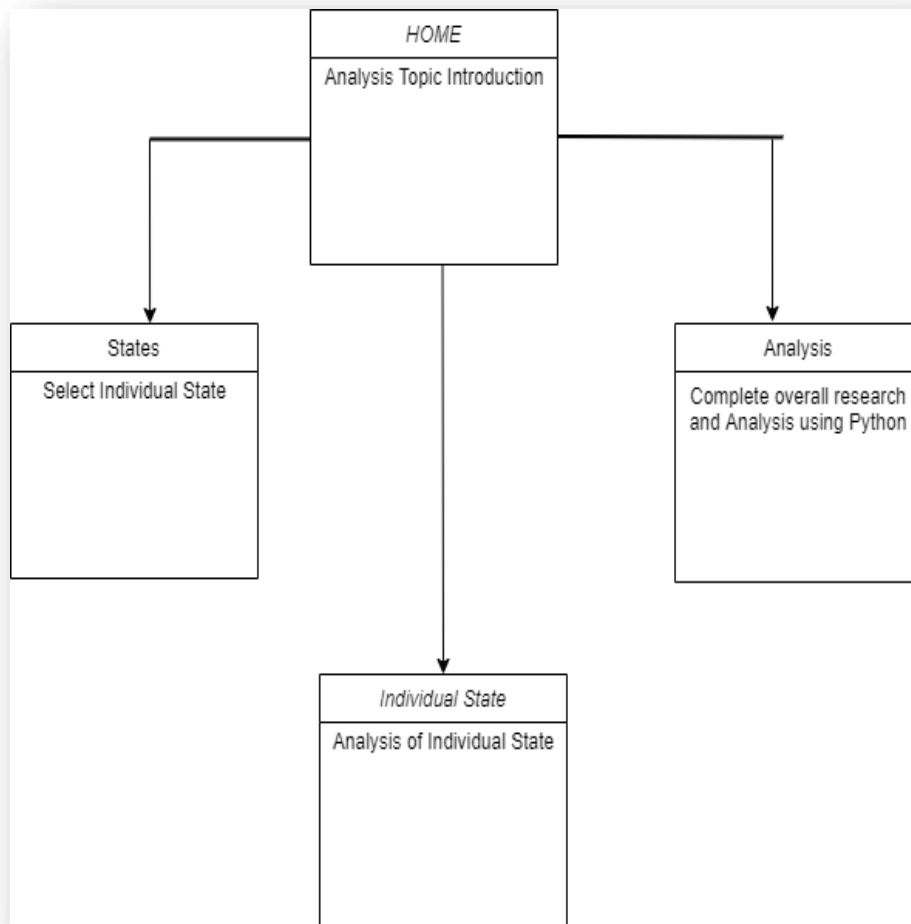 HOME
Analysis Topic Introduction
States
Select Individual State
Analysis
Complete overall research
and Analysis using Python
Individual State
Analysis of Individual State